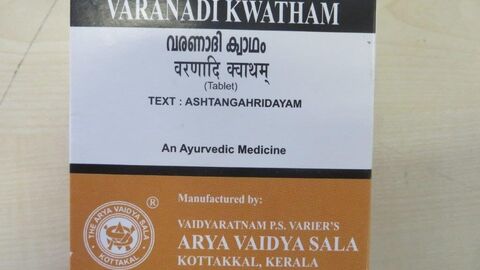 VARANADI KWATHAM
വരണാദി ക്വാഥം
वरणादि क्वाथम्
(Tablet)
TEXT : ASHTANGAHRIDAYAM
An Ayurvedic Medicine
Manufactured by:
VAIDYARATNAM P.S. VARIER'S
ARYA VAIDYA SALA
KOTTAKKAL, KERALA
®
THE ARYA VAIDYA SALA
KOTTAKKAL